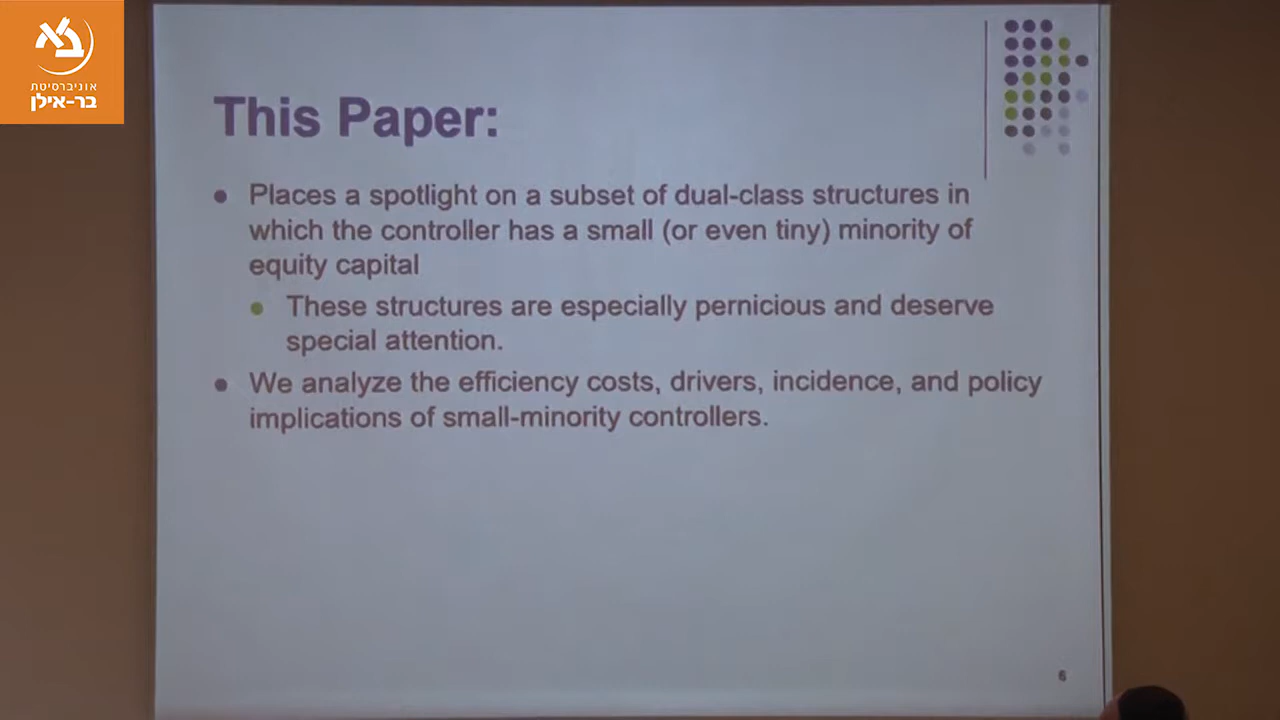 אוניברסיטת
בר-אילן
This Paper:
Places a spotlight on a subset of dual-class structures in
which the controller has a small (or even tiny) minority of
equity capital
These structures are especially pernicious and deserve
special attention.
We analyze the efficiency costs, drivers, incidence, and policy
implications of small-minority controllers.
6